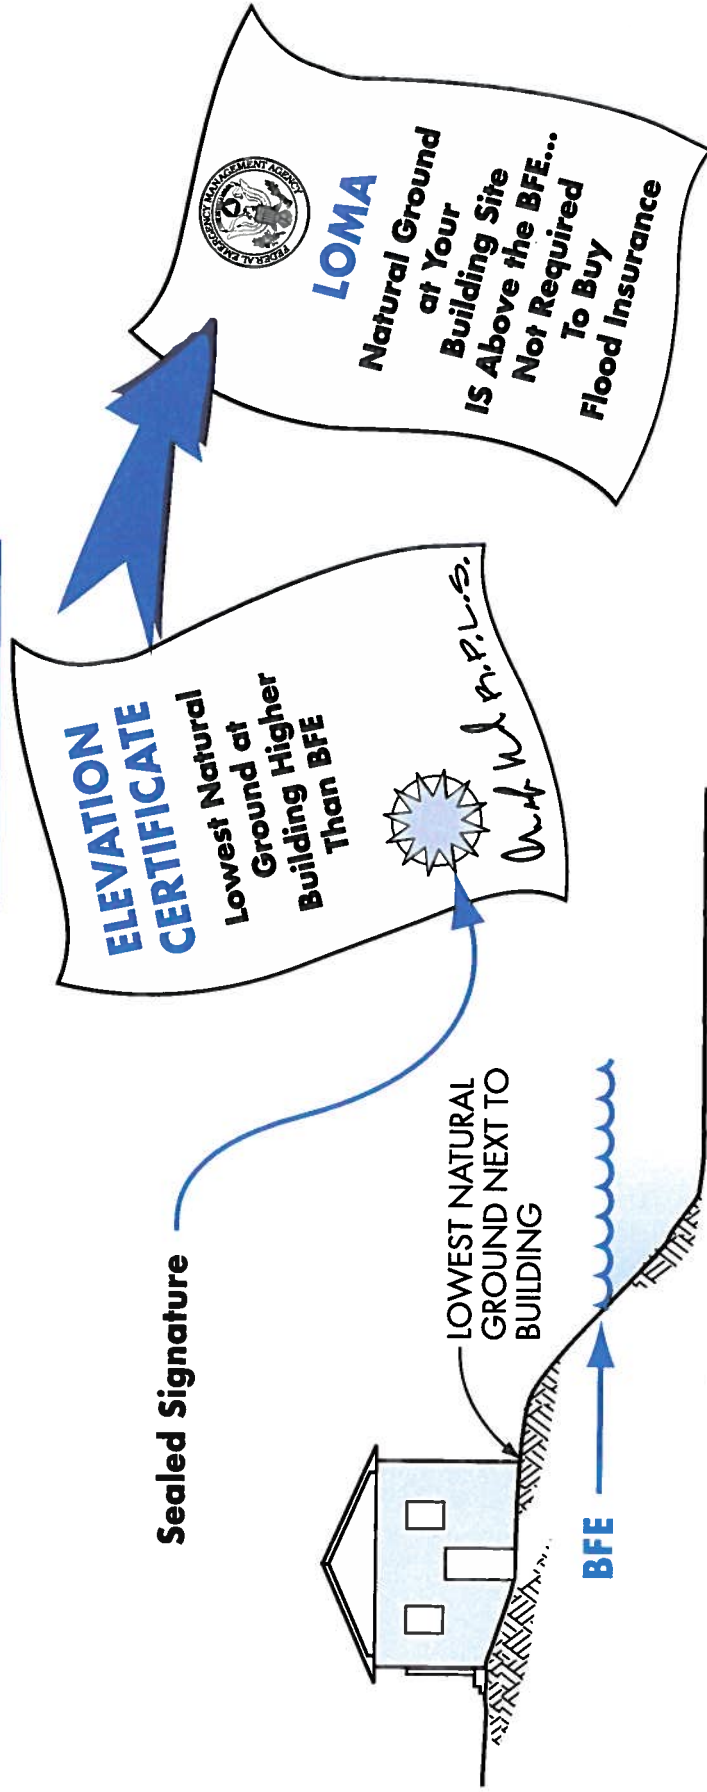 Sealed Signature
LOWEST NATURAL
GROUND NEXT TO
BUILDING
BFE
ELEVATION
CERTIFICATE
Lowest Natural
Ground at
Building Higher
Than BFE
R.P.L.S.
FEDERAL EMERGENCY MANAGEMENT AGENCY
LOMA
Natural Ground
at Your
Building Site
IS Above the BFE...
Not Required
To Buy
Flood Insurance